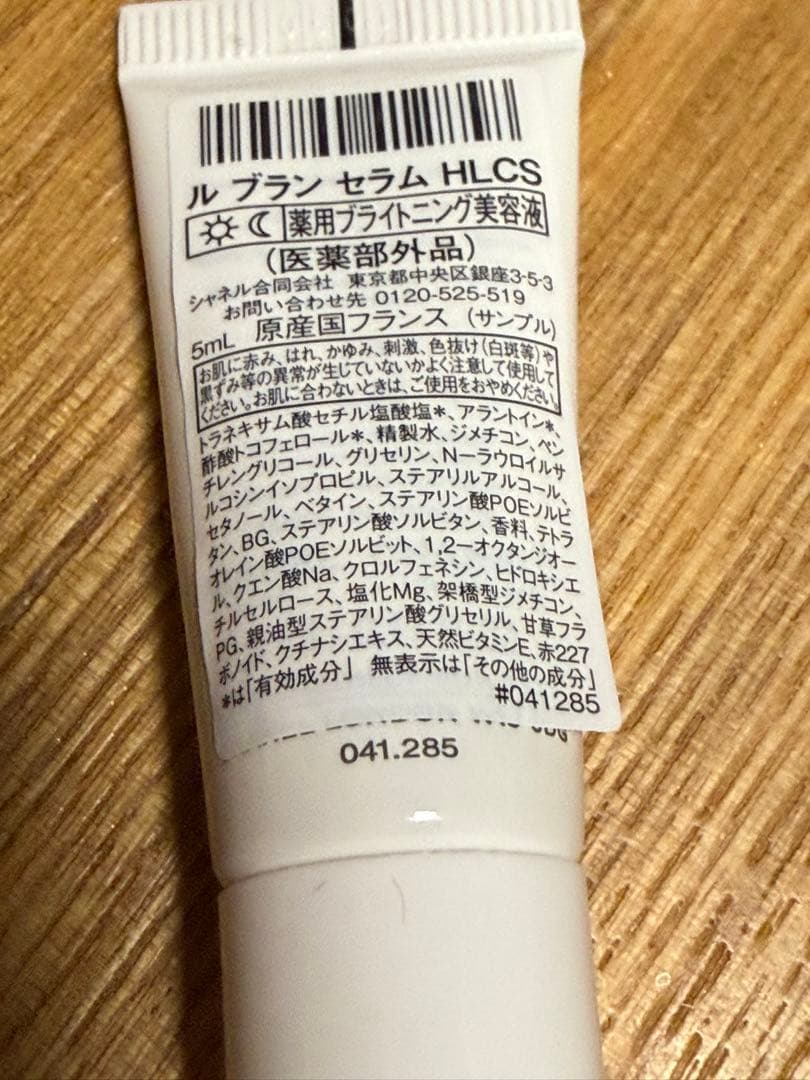 ル ブラン セラム HLCS
薬用ブライトニング美容液
(医薬部外品)
シャネル合同会社 東京都中央区銀座3-5-3
お問い合わせ先 0120-525-519
5mL 原産国フランス (サンプル)
お肌に赤み、はれ、かゆみ、刺激、色抜け(白斑等)や
黒ずみ等の異常が生じていないかよく注意して使用して
ください。お肌に合わないときは、ご使用をおやめください。
トラネキサム酸セチル塩酸塩*、アラントイン*、
酢酸トコフェロール*、精製水、ジメチコン、ペン
チレングリコール、グリセリン、N-ラウロイルサ
ルコシンイソプロピル、ステアリルアルコール、
セタノール、ベタイン、ステアリン酸POEソルビ
タン、BG、ステアリン酸ソルビタン、香料、テトラ
オレイン酸POEソルビット、1,2-オクタンジオー
ル、クエン酸Na、クロルフェネシン、ヒドロキシエ
チルセルロース、塩化Mg、架橋型ジメチコン、
PG、親油型ステアリン酸グリセリル、甘草フラ
ボノイド、クチナシエキス、天然ビタミンE、赤227
*は「有効成分」 無表示は「その他の成分」
#041285
041.285